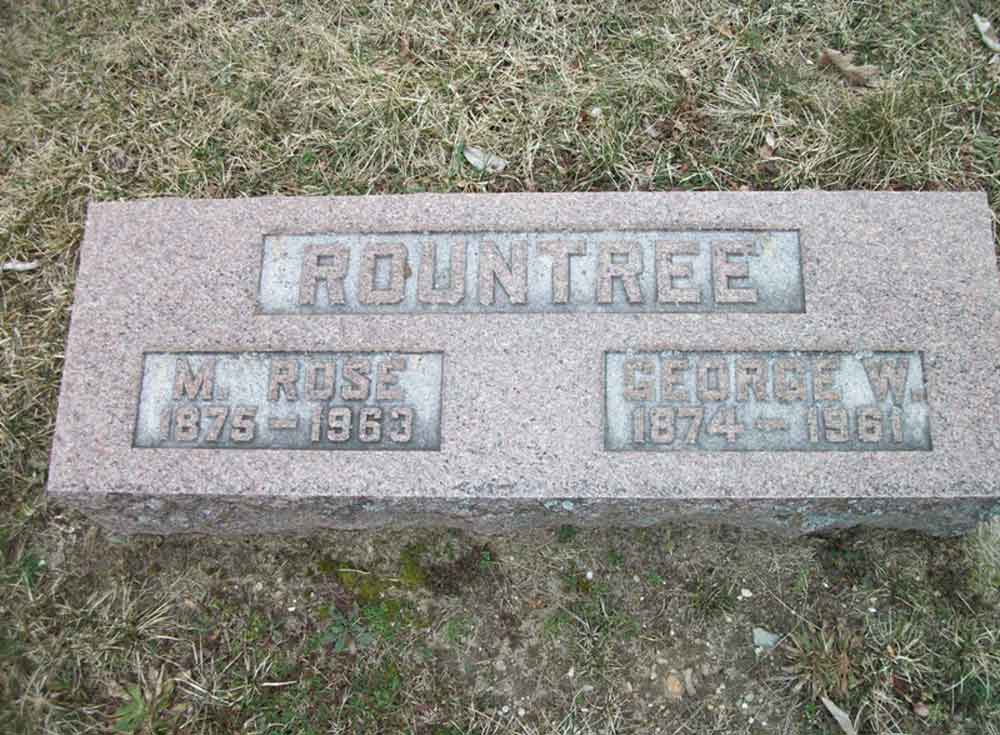 ROUNTREE
M. ROSE
1875 – 1963
GEORGE W.
1874 – 1961